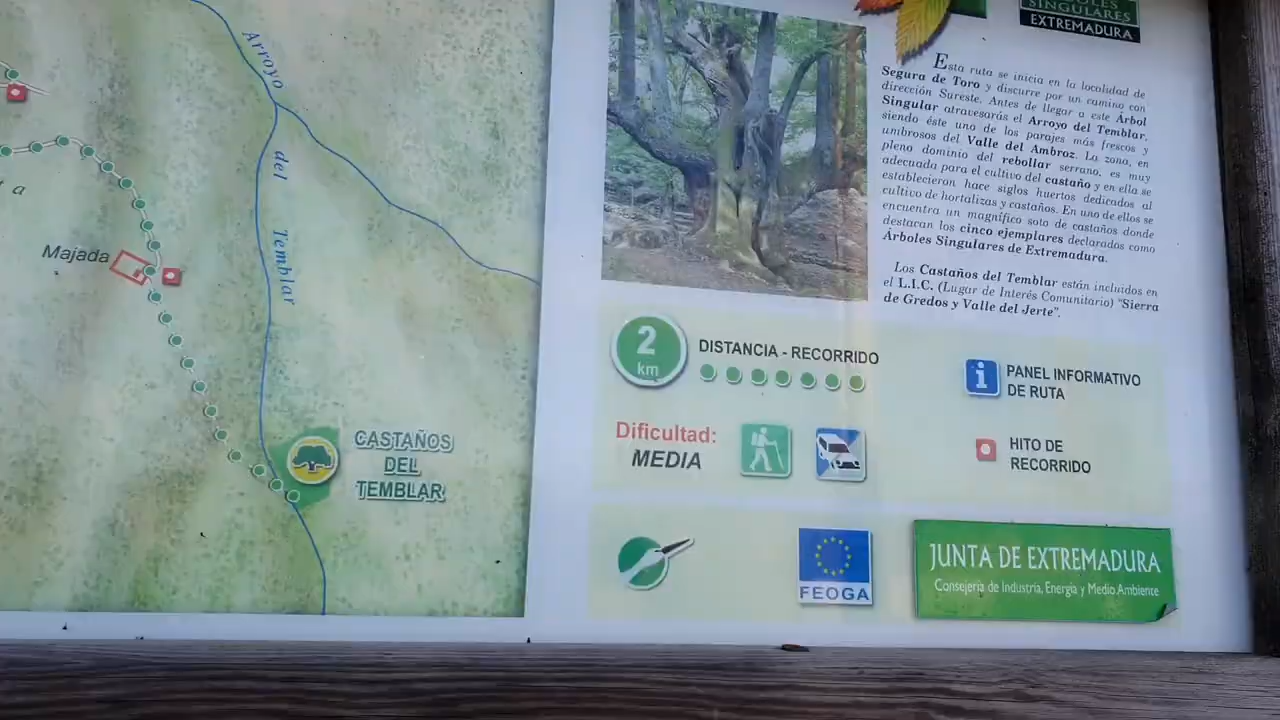 Arroyo del Temblar
Majada
CASTAÑOS
DEL
TEMBLAR
SINGULARES
EXTREMADURA
Esta ruta se inicia en la localidad de
Segura de Toro y discurre por un camino con
dirección Sureste. Antes de llegar a este Árbol
Singular atravesarás el Arroyo del Temblar,
siendo éste uno de los parajes más frescos y
umbrosos del Valle del Ambroz. La zona, en
pleno dominio del rebollar serrano, es muy
adecuada para el cultivo del castaño y en ella se
establecieron hace siglos huertos dedicados al
cultivo de hortalizas y castaños. En uno de ellos se
encuentra un magnífico soto de castaños donde
destacan los cinco ejemplares declarados como
Árboles Singulares de Extremadura.
Los Castaños del Temblar están incluidos en
el L.I.C. (Lugar de Interés Comunitario) "Sierra
de Gredos y Valle del Jerte".
2
km
DISTANCIA - RECORRIDO
Dificultad:
MEDIA
i
PANEL INFORMATIVO
DE RUTA
HITO DE
RECORRIDO
FEOGA
JUNTA DE EXTREMADURA
Consejería de Industria, Energía y Medio Ambiente